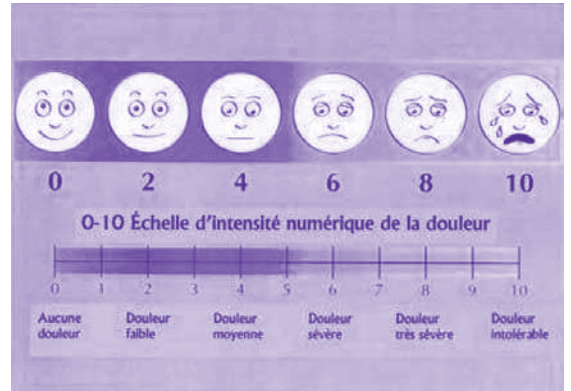 0 2 4 6 8 10
0-10 Échelle d'intensité numérique de la douleur
0 1 2 3 4 5 6 7 8 9 10
Aucune douleur Douleur faible Douleur moyenne Douleur sévère Douleur très sévère Douleur intolérable